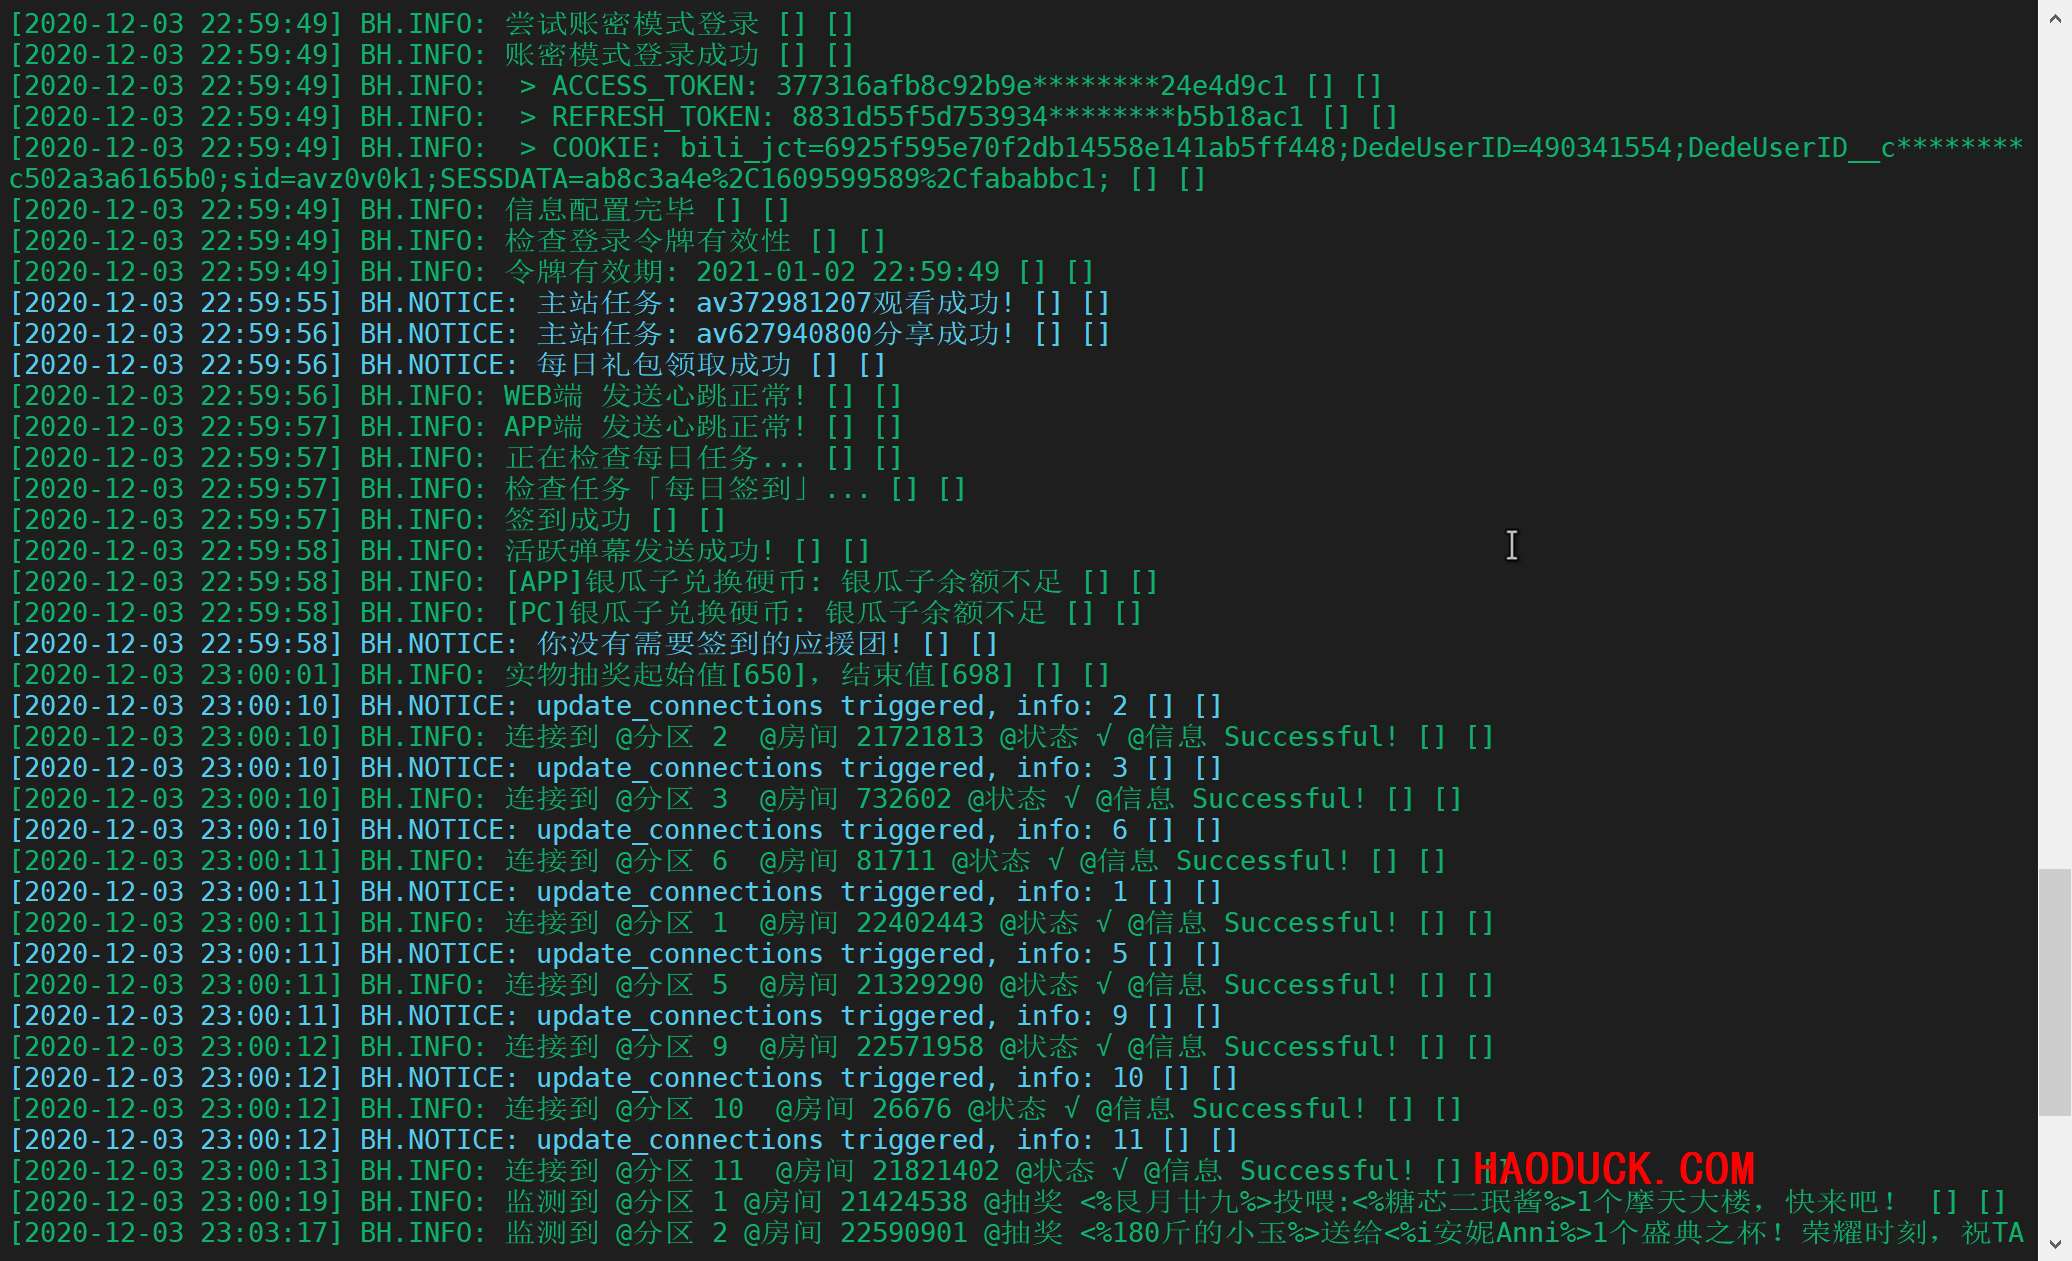 [2020-12-03 22:59:49] BH.INFO: 尝试账密模式登录 [] []
[2020-12-03 22:59:49] BH.INFO: 账密模式登录成功 [] []
[2020-12-03 22:59:49] BH.INFO:  > ACCESS_TOKEN: 377316afb8c92b9e********24e4d9c1 [] []
[2020-12-03 22:59:49] BH.INFO:  > REFRESH_TOKEN: 8831d55f5d753934********b5b18ac1 [] []
[2020-12-03 22:59:49] BH.INFO:  > COOKIE: bili_jct=6925f595e70f2db14558e141ab5ff448;DedeUserID=490341554;DedeUserID__c********
c502a3a6165b0;sid=avz0v0k1;SESSDATA=ab8c3a4e%2C1609599589%2Cfababbc1; [] []
[2020-12-03 22:59:49] BH.INFO: 信息配置完毕 [] []
[2020-12-03 22:59:49] BH.INFO: 检查登录令牌有效性 [] []
[2020-12-03 22:59:49] BH.INFO: 令牌有效期: 2021-01-02 22:59:49 [] []
[2020-12-03 22:59:55] BH.NOTICE: 主站任务: av372981207观看成功! [] []
[2020-12-03 22:59:56] BH.NOTICE: 主站任务: av627940800分享成功! [] []
[2020-12-03 22:59:56] BH.NOTICE: 每日礼包领取成功 [] []
[2020-12-03 22:59:56] BH.INFO: WEB端 发送心跳正常! [] []
[2020-12-03 22:59:57] BH.INFO: APP端 发送心跳正常! [] []
[2020-12-03 22:59:57] BH.INFO: 正在检查每日任务... [] []
[2020-12-03 22:59:57] BH.INFO: 检查任务「每日签到」... [] []
[2020-12-03 22:59:57] BH.INFO: 签到成功 [] []
[2020-12-03 22:59:58] BH.INFO: 活跃弹幕发送成功! [] []
[2020-12-03 22:59:58] BH.INFO: [APP]银瓜子兑换硬币: 银瓜子余额不足 [] []
[2020-12-03 22:59:58] BH.INFO: [PC]银瓜子兑换硬币: 银瓜子余额不足 [] []
[2020-12-03 22:59:58] BH.NOTICE: 你没有需要签到的应援团! [] []
[2020-12-03 23:00:01] BH.INFO: 实物抽奖起始值[650], 结束值[698] [] []
[2020-12-03 23:00:10] BH.NOTICE: update_connections triggered, info: 2 [] []
[2020-12-03 23:00:10] BH.INFO: 连接到 @分区 2  @房间 21721813 @状态 √ @信息 Successful! [] []
[2020-12-03 23:00:10] BH.NOTICE: update_connections triggered, info: 3 [] []
[2020-12-03 23:00:10] BH.INFO: 连接到 @分区 3  @房间 732602 @状态 √ @信息 Successful! [] []
[2020-12-03 23:00:10] BH.NOTICE: update_connections triggered, info: 6 [] []
[2020-12-03 23:00:11] BH.INFO: 连接到 @分区 6  @房间 81711 @状态 √ @信息 Successful! [] []
[2020-12-03 23:00:11] BH.NOTICE: update_connections triggered, info: 1 [] []
[2020-12-03 23:00:11] BH.INFO: 连接到 @分区 1  @房间 22402443 @状态 √ @信息 Successful! [] []
[2020-12-03 23:00:11] BH.NOTICE: update_connections triggered, info: 5 [] []
[2020-12-03 23:00:11] BH.INFO: 连接到 @分区 5  @房间 21329290 @状态 √ @信息 Successful! [] []
[2020-12-03 23:00:11] BH.NOTICE: update_connections triggered, info: 9 [] []
[2020-12-03 23:00:12] BH.INFO: 连接到 @分区 9  @房间 22571958 @状态 √ @信息 Successful! [] []
[2020-12-03 23:00:12] BH.NOTICE: update_connections triggered, info: 10 [] []
[2020-12-03 23:00:12] BH.INFO: 连接到 @分区 10  @房间 26676 @状态 √ @信息 Successful! [] []
[2020-12-03 23:00:12] BH.NOTICE: update_connections triggered, info: 11 [] []
[2020-12-03 23:00:13] BH.INFO: 连接到 @分区 11  @房间 21821402 @状态 √ @信息 Successful! [] []
HAODUCK.COM
[2020-12-03 23:00:19] BH.INFO: 监测到 @分区 1 @房间 21424538 @抽奖 <%艮月廿九%>投喂:<%糖芯二珉酱%>1个摩天大楼, 快来吧! [] []
[2020-12-03 23:03:17] BH.INFO: 监测到 @分区 2 @房间 22590901 @抽奖 <%180斤的小玉%>送给<%i安妮Anni%>1个盛典之杯! 荣耀时刻, 祝TA